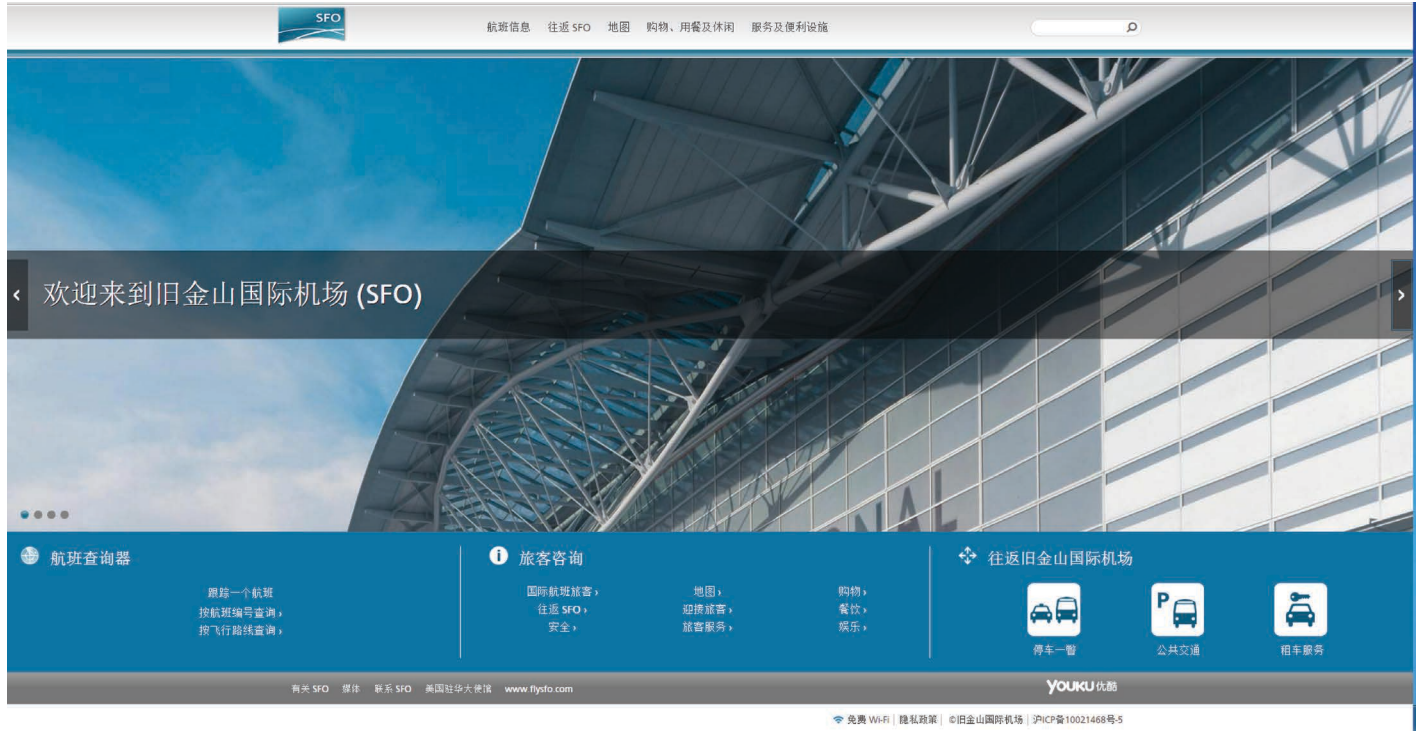 SFO
航班信息 往返 SFO 地图 购物、用餐及休闲 服务及便利设施
欢迎来到旧金山国际机场 (SFO)
NAL
航班查询器
跟踪一个航班
按航班编号查询 ›
按飞行路线查询 ›
旅客咨询
国际航班旅客 › 地图 › 购物 ›
往返 SFO › 迎接旅客 › 餐饮 ›
安全 › 旅客服务 › 娱乐 ›
往返旧金山国际机场
P
停车一瞥 公共交通 租车服务
有关 SFO 媒体 联系 SFO 美国驻华大使馆 www.flysfo.com
YOUKU 优酷
免费 Wi-Fi | 隐私政策 | ©旧金山国际机场 | 沪ICP备10021468号-5